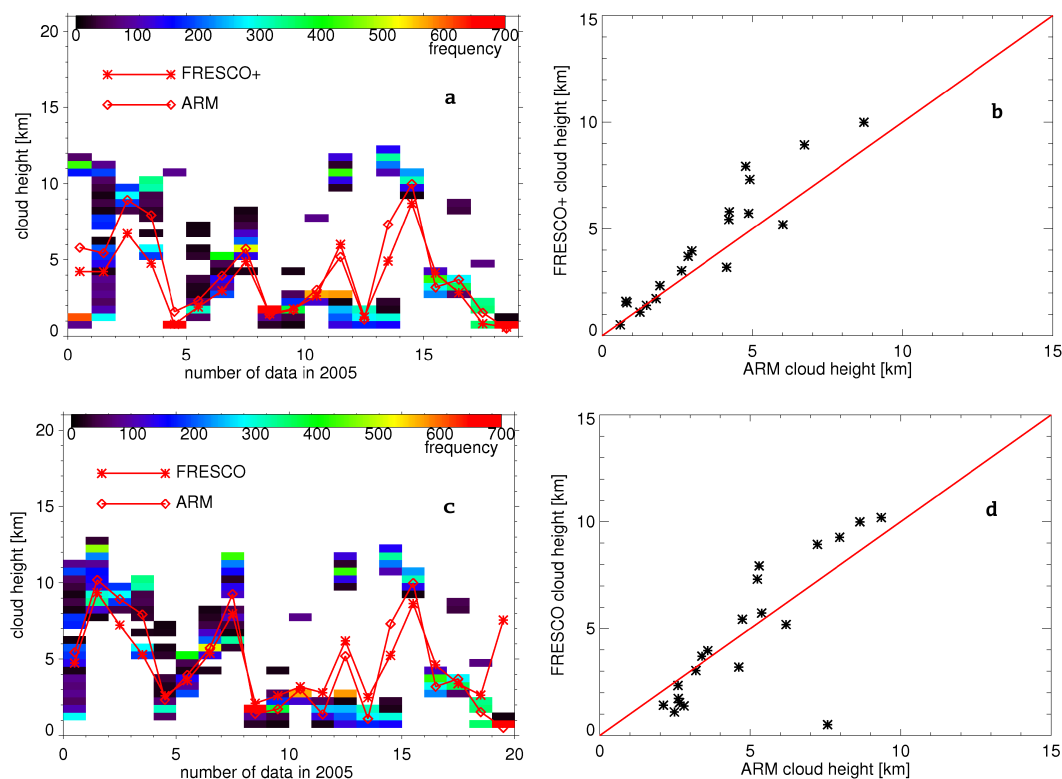 0 100 200 300 400 500 600 700
frequency
FRESCO+
ARM
a
cloud height [km]
20
15
10
5
0
0 5 10 15
number of data in 2005
b
FRESCO+ cloud height [km]
15
10
5
0
0 5 10 15
ARM cloud height [km]
0 100 200 300 400 500 600 700
frequency
FRESCO
ARM
c
cloud height [km]
20
15
10
5
0
0 5 10 15 20
number of data in 2005
d
FRESCO cloud height [km]
15
10
5
0
0 5 10 15
ARM cloud height [km]